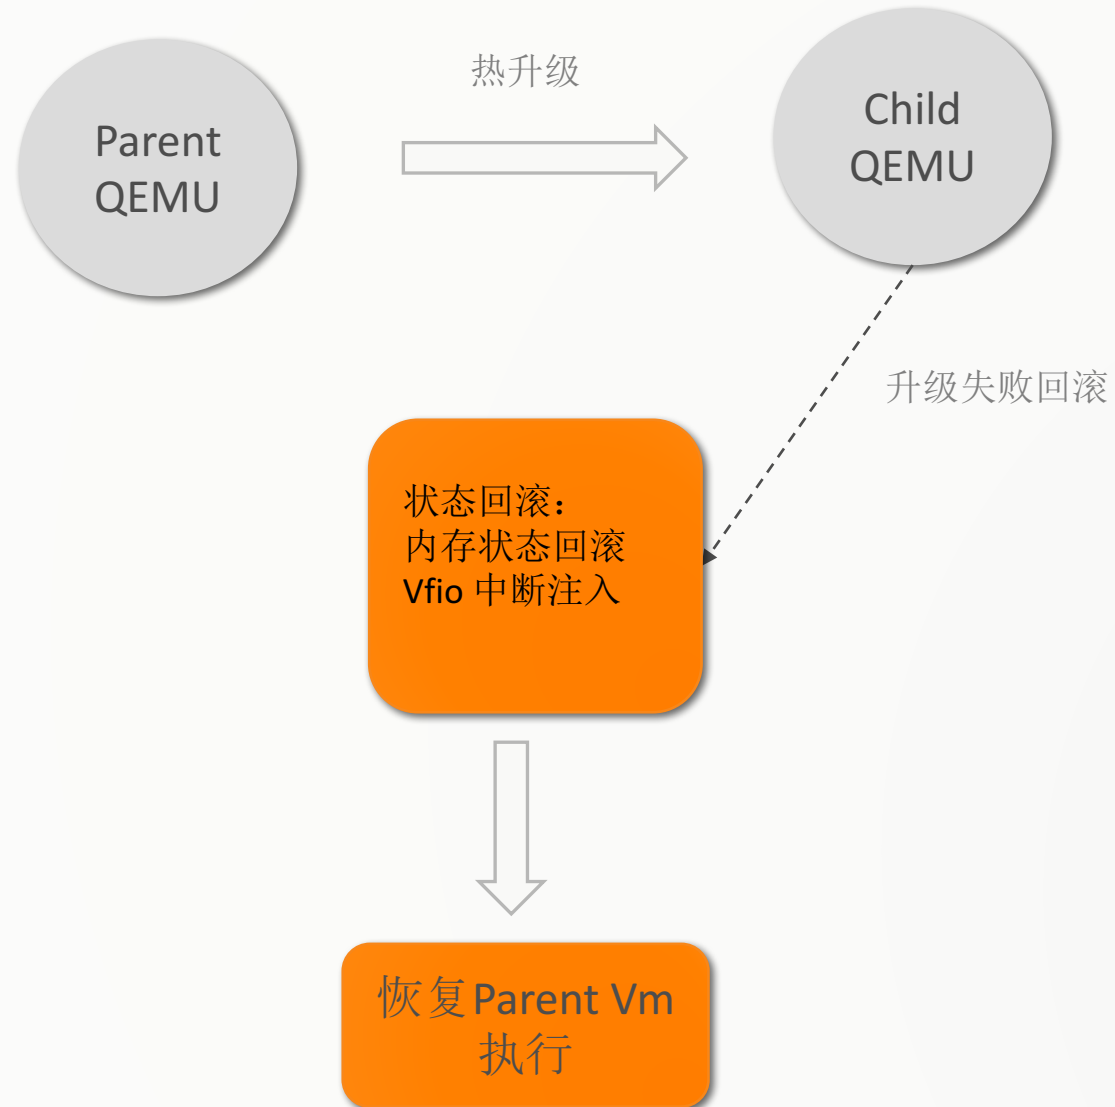 热升级
Parent
QEMU
Child
QEMU
升级失败回滚
状态回滚：
内存状态回滚
Vfio 中断注入
恢复Parent Vm
执行